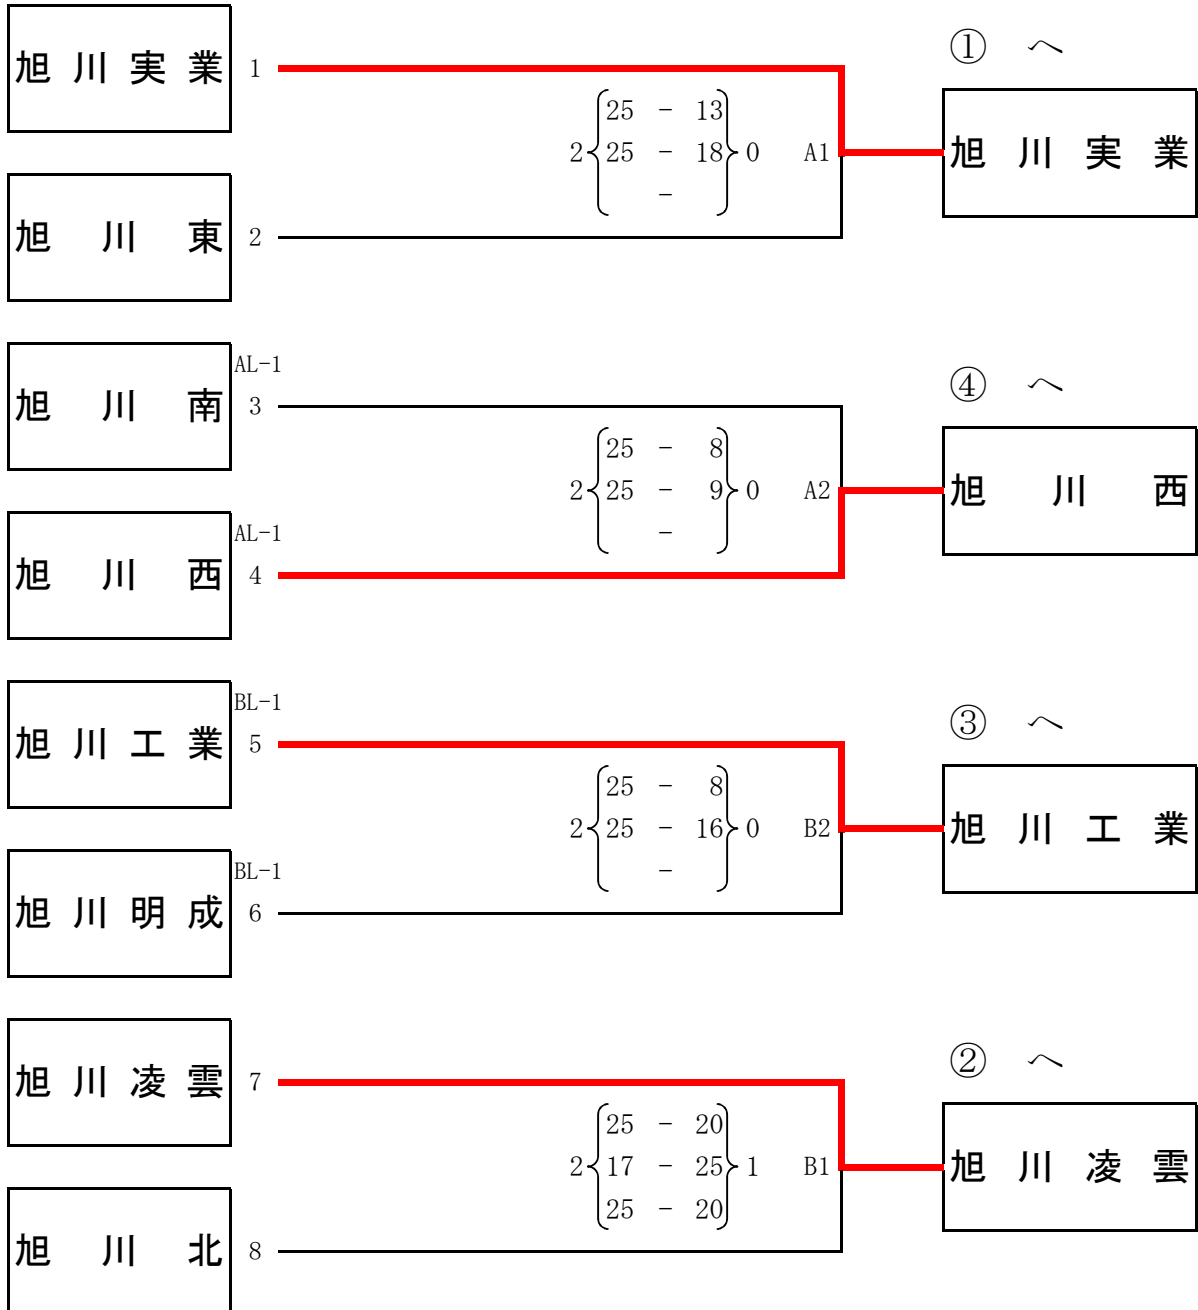 旭川実業 1
① へ
25 - 13
2 25 - 18 0 A1
-
旭川実業
旭川東 2
AL-1
旭川南 3
④ へ
25 - 8
2 25 - 9 0 A2
-
旭川西
AL-1
旭川西 4
BL-1
旭川工業 5
③ へ
25 - 8
2 25 - 16 0 B2
-
旭川工業
BL-1
旭川明成 6
旭川凌雲 7
② へ
25 - 20
2 17 - 25 1 B1
25 - 20
旭川凌雲
旭川北 8